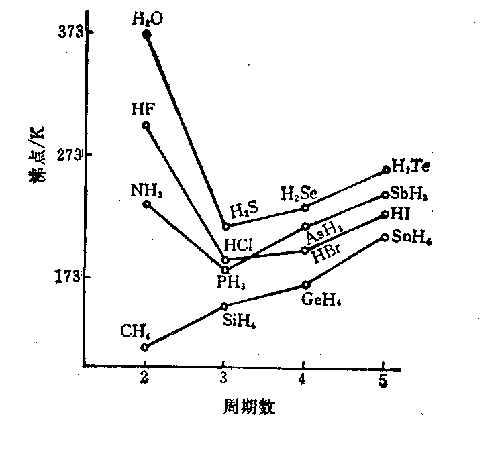 H₂O
373
HF
沸点/K
273
NH₃
H₂Te
H₂Se
SbH₃
H₂S
HI
AsH₃
HCl
SnH₄
HBr
173
PH₃
GeH₄
SiH₄
CH₄
2 3 4 5
周期数